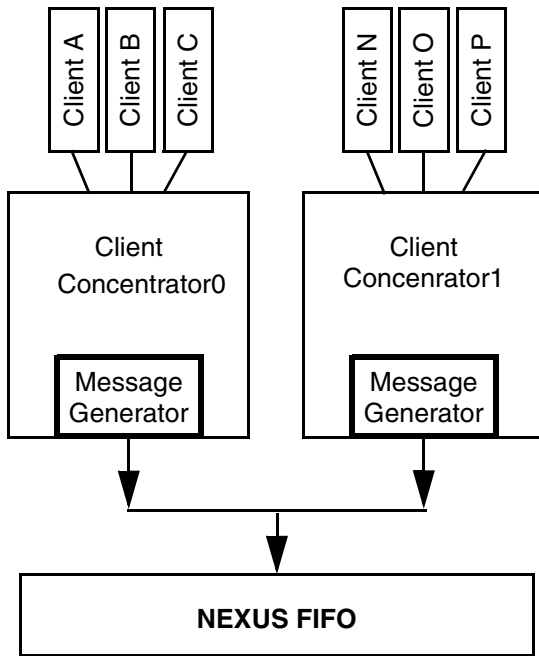 Client A
Client B
Client C
Client N
Client O
Client P
Client
Concentrator0
Client
Concenrator1
Message
Generator
Message
Generator
NEXUS FIFO